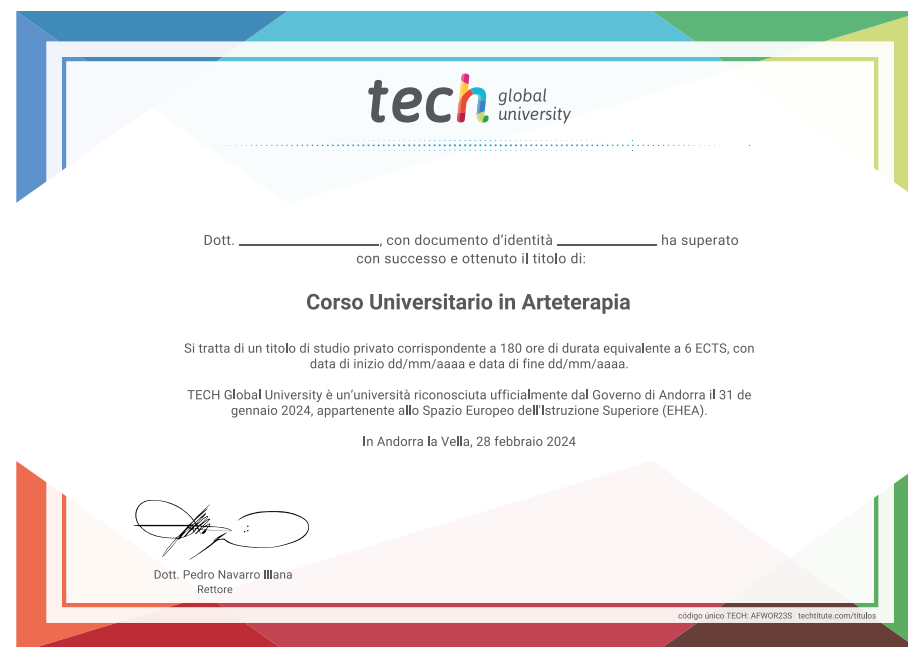 tech global university
Dott. ____________________, con documento d'identità ______________ ha superato
con successo e ottenuto il titolo di:
Corso Universitario in Arteterapia
Si tratta di un titolo di studio privato corrispondente a 180 ore di durata equivalente a 6 ECTS, con
data di inizio dd/mm/aaaa e data di fine dd/mm/aaaa.
TECH Global University è un'università riconosciuta ufficialmente dal Governo di Andorra il 31 de
gennaio 2024, appartenente allo Spazio Europeo dell'Istruzione Superiore (EHEA).
In Andorra la Vella, 28 febbraio 2024
Dott. Pedro Navarro Illana
Rettore
código único TECH: AFWOR23S techtitute.com/titulos